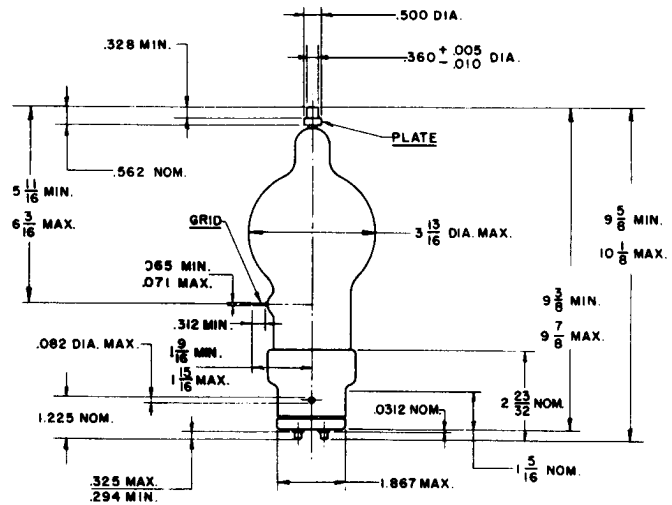 .500 DIA.
.328 MIN.
.360 + .005 - .010 DIA.
PLATE
.562 NOM.
5 11/16 MIN.
6 3/16 MAX.
GRID
3 13/16 DIA. MAX.
9 5/8 MIN.
10 1/8 MAX.
.065 MIN.
.071 MAX.
9 3/8 MIN.
9 7/8 MAX.
.312 MIN
.082 DIA. MAX.
1 9/16 MIN.
1 15/16 MAX.
2 23/32 NOM.
.0312 NOM.
1.225 NOM.
1 5/16 NOM.
.325 MAX.
.294 MIN.
1.867 MAX.